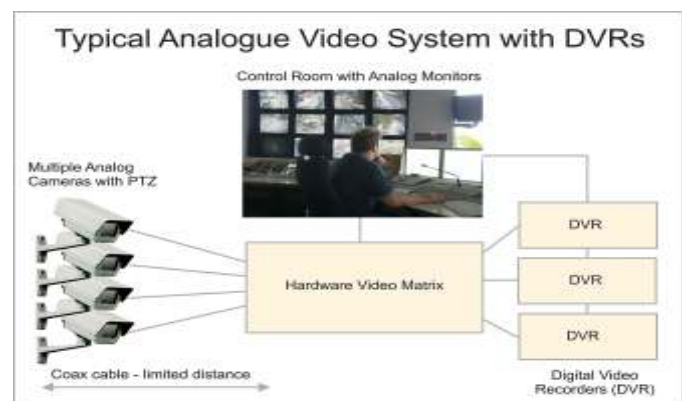 Typical Analogue Video System with DVRs
Control Room with Analog Monitors
Multiple Analog
Cameras with PTZ
DVR
Hardware Video Matrix
DVR
DVR
Coax cable - limited distance
Digital Video
Recorders (DVR)